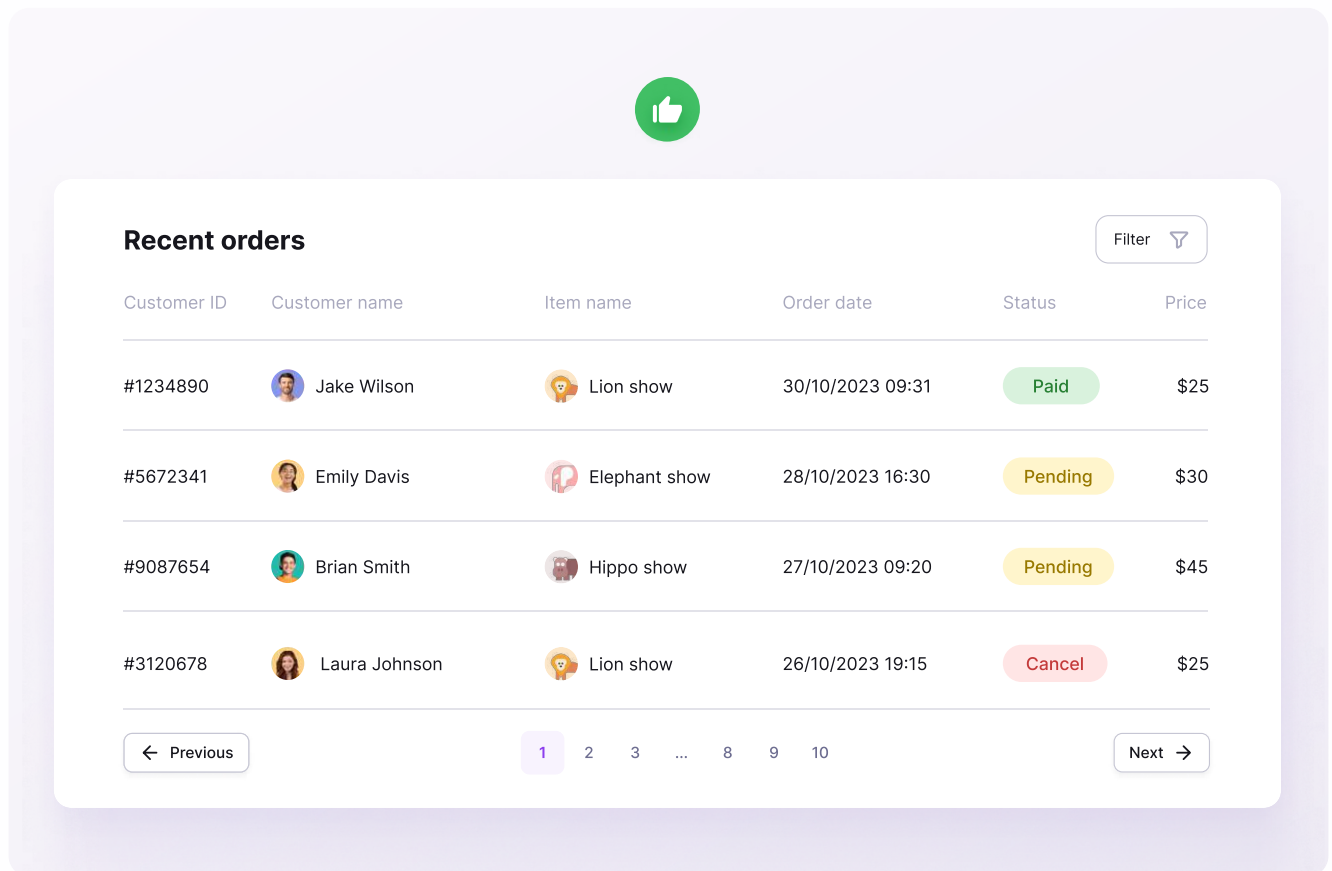 Recent orders
Filter
Customer ID Customer name Item name Order date Status Price
#1234890 Jake Wilson Lion show 30/10/2023 09:31 Paid $25
#5672341 Emily Davis Elephant show 28/10/2023 16:30 Pending $30
#9087654 Brian Smith Hippo show 27/10/2023 09:20 Pending $45
#3120678 Laura Johnson Lion show 26/10/2023 19:15 Cancel $25
Previous 1 2 3 ... 8 9 10 Next